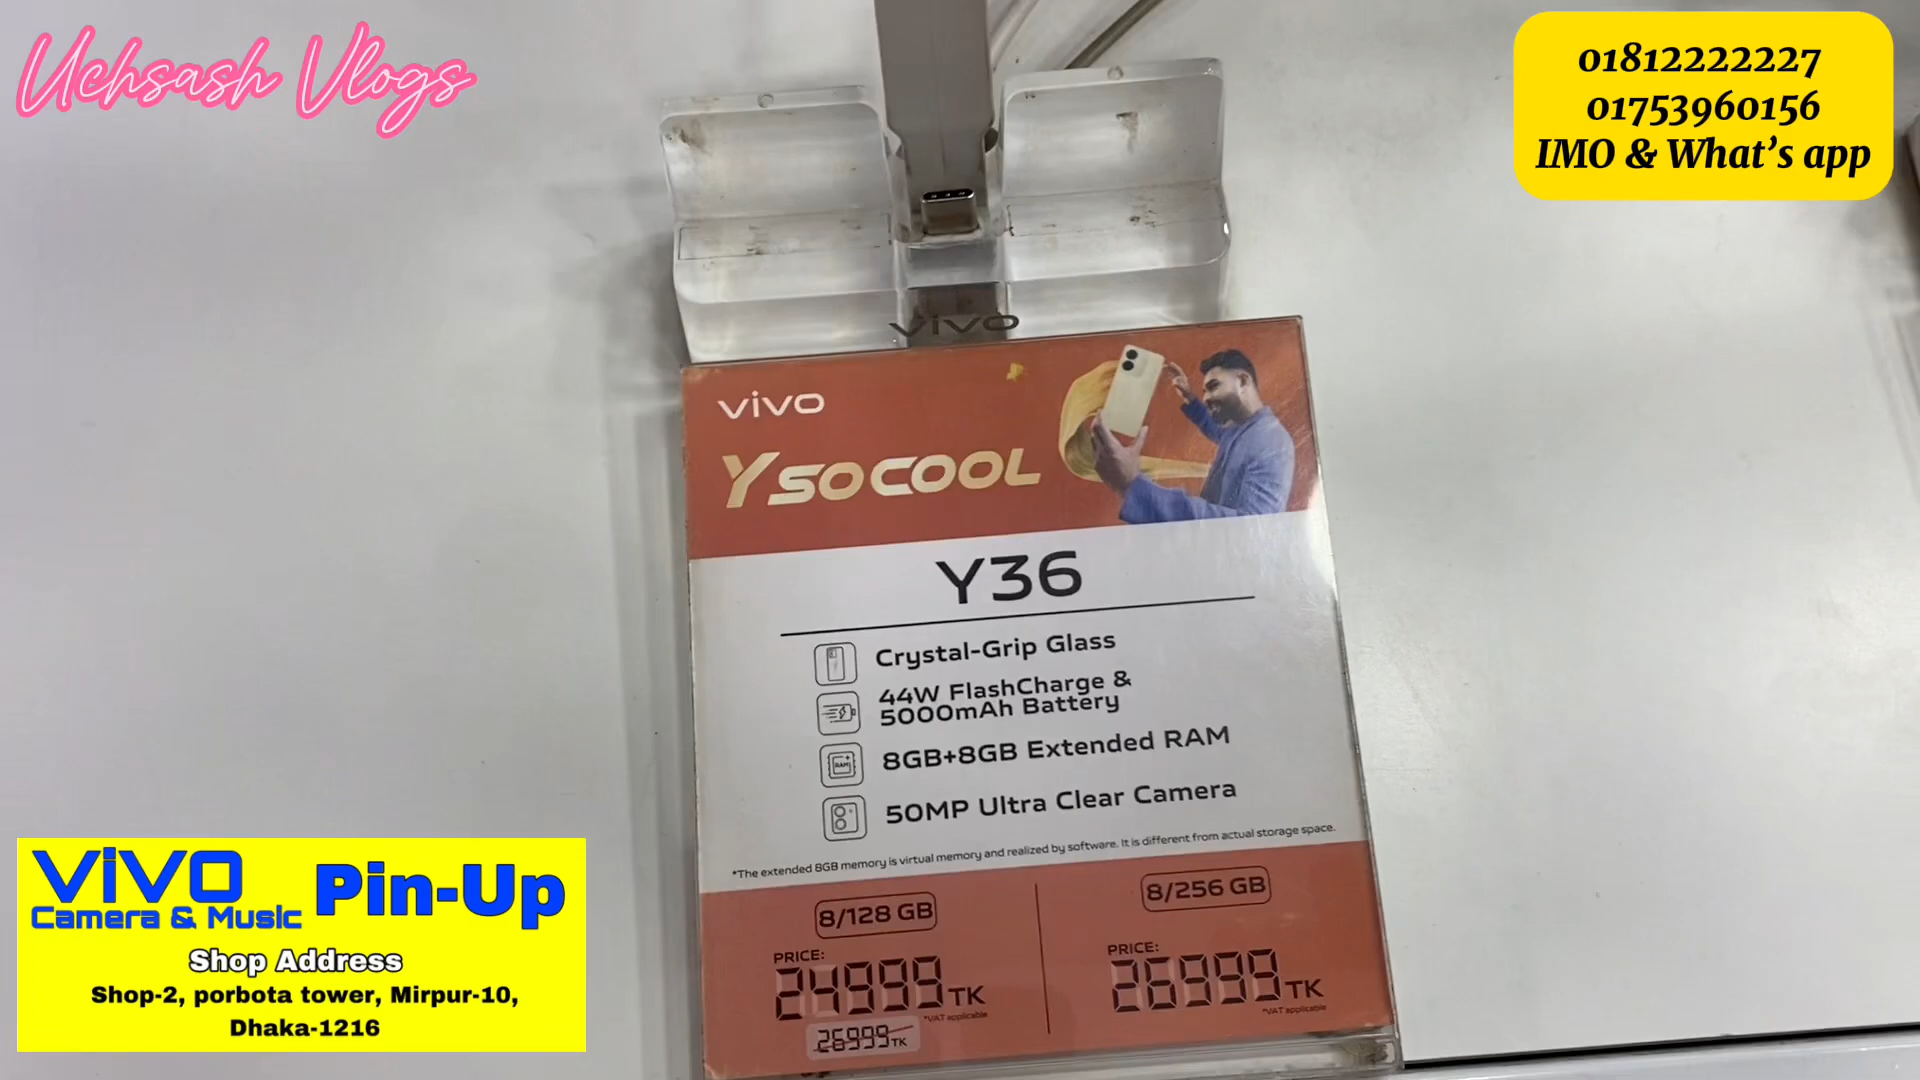 Uchsash Vlogs
01812222227
01753960156
IMO & What's app
vivo
vivo
YSOCOOL
Y36
Crystal-Grip Glass
44W FlashCharge &
5000mAh Battery
RAM
8GB+8GB Extended RAM
50MP Ultra Clear Camera
*The extended 8GB memory is virtual memory and realized by software. It is different from actual storage space.
8/128 GB
PRICE:
24999TK
*VAT applicable
26999TK
8/256 GB
PRICE:
26999TK
*VAT applicable
ViVO
Camera & Music
Pin-Up
Shop Address
Shop-2, porbota tower, Mirpur-10,
Dhaka-1216